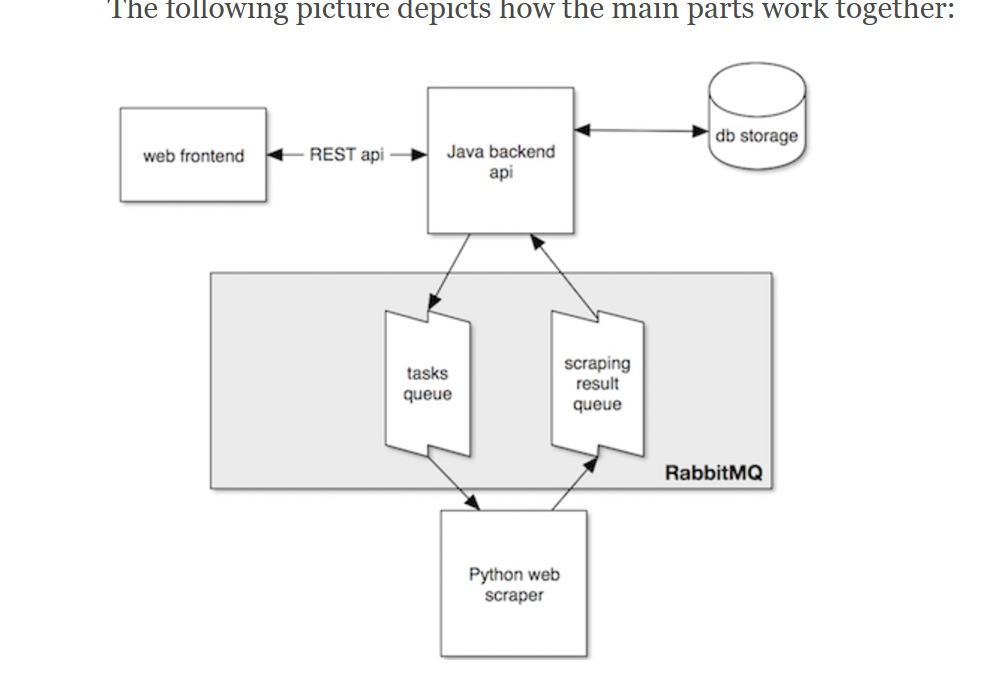 The following picture depicts how the main parts work together:
web frontend
REST api
Java backend
api
db storage
tasks
queue
scraping
result
queue
RabbitMQ
Python web
scraper